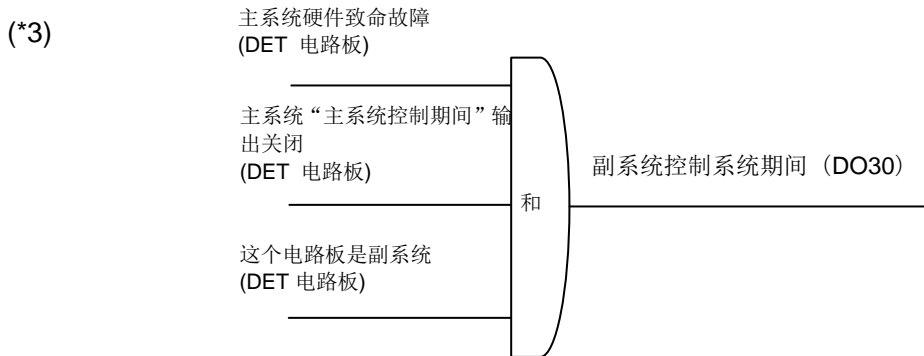 主系统硬件致命故障
(*3)
(DET 电路板)
主系统“主系统控制期间”输
出关闭
(DET 电路板)
副系统控制系统期间（DO30）
和
这个电路板是副系统
(DET 电路板)